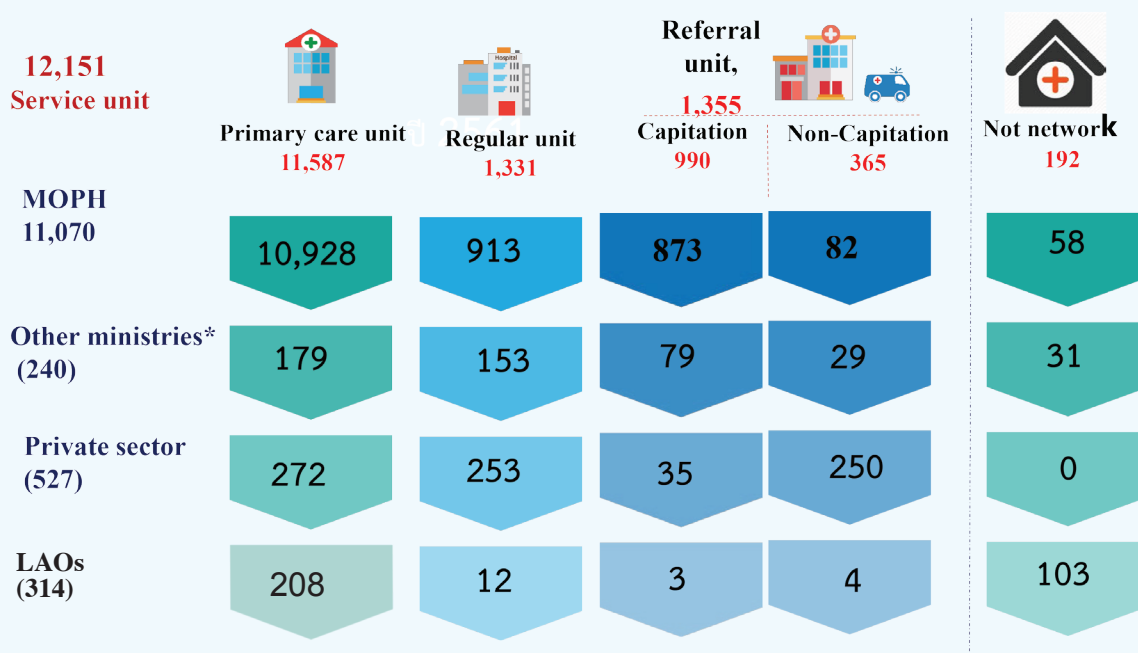 12,151
Service unit
Primary care unit
11,587
Hospital
Regular unit
1,331
Referral
unit,
1,355
Capitation
990
Non-Capitation
365
Not network
192
MOPH
11,070
10,928
913
873
82
58
Other ministries*
(240)
179
153
79
29
31
Private sector
(527)
272
253
35
250
0
LAOs
(314)
208
12
3
4
103